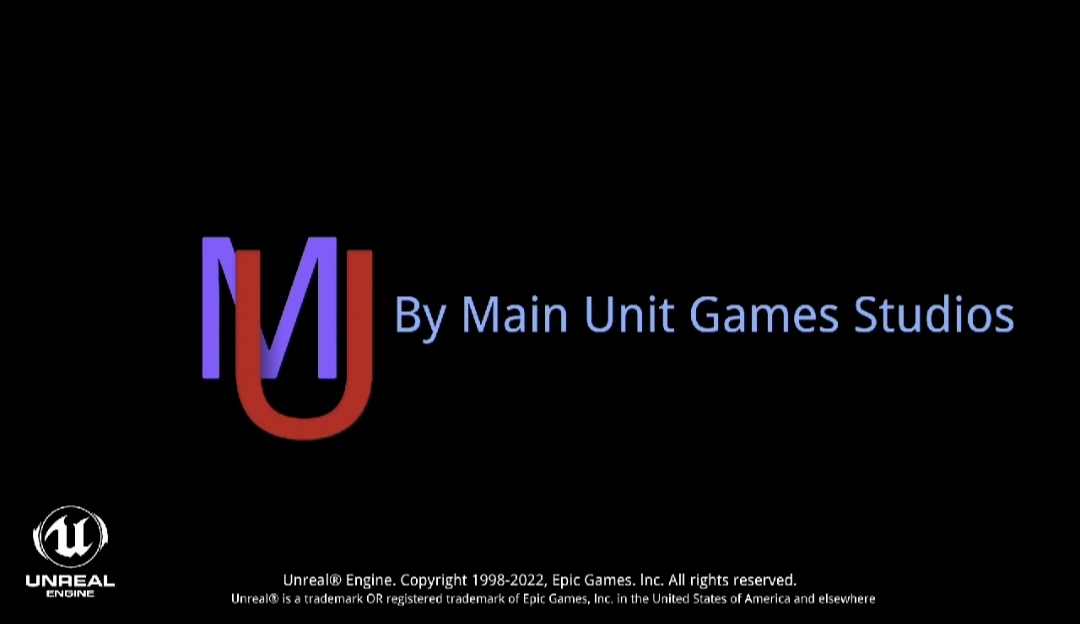 MU
By Main Unit Games Studios
UNREAL
ENGINE
Unreal® Engine. Copyright 1998-2022, Epic Games. Inc. All rights reserved.
Unreal® is a trademark OR registered trademark of Epic Games, Inc. in the United States of America and elsewhere